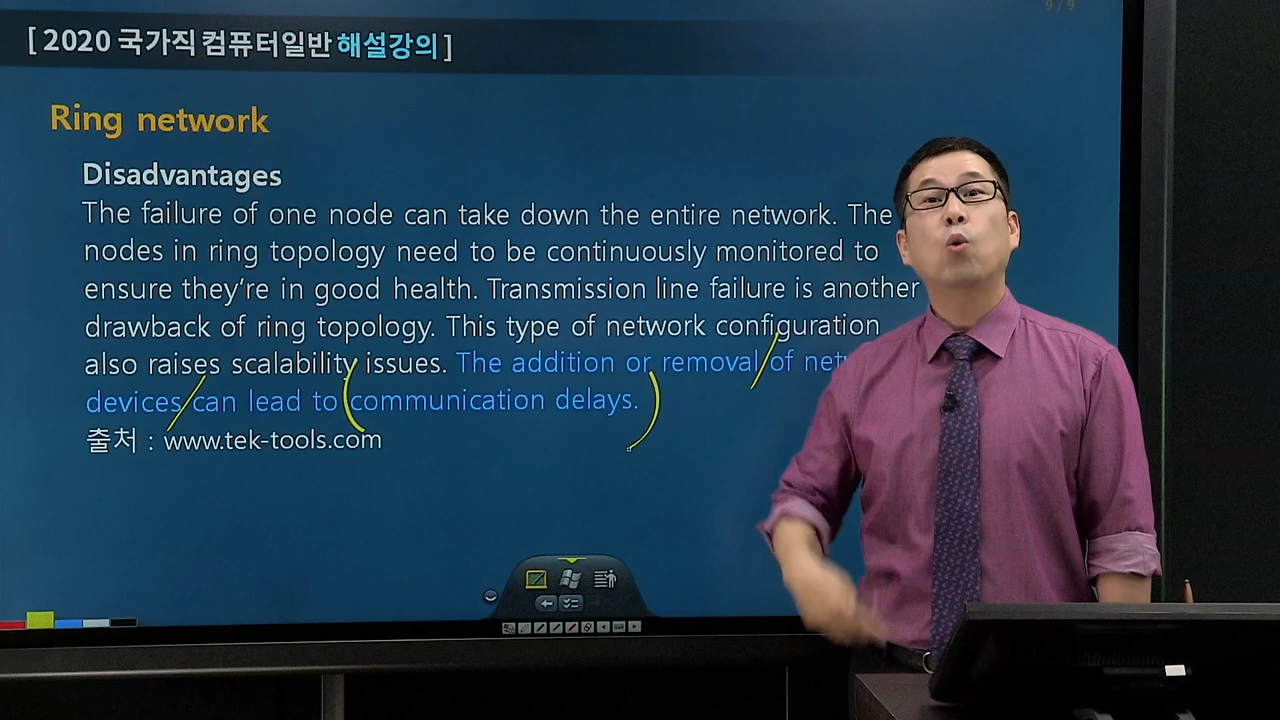 9 / 9
[ 2020 국가직 컴퓨터일반 해설강의 ]
Ring network
Disadvantages
The failure of one node can take down the entire network. The
nodes in ring topology need to be continuously monitored to
ensure they're in good health. Transmission line failure is another
drawback of ring topology. This type of network configuration
also raises scalability issues. The addition or removal of
devices can lead to communication delays.
출처 : www.tek-tools.com